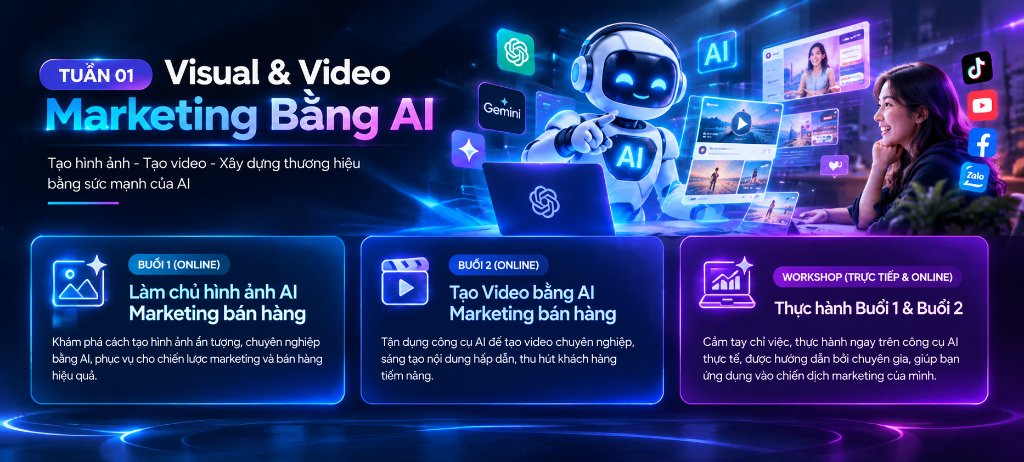 TUẦN 01
Visual & Video
Marketing Bằng AI
Tạo hình ảnh - Tạo video - Xây dựng thương hiệu
bằng sức mạnh của AI
Gemini
AI
AI
Zalo
BUỔI 1 (ONLINE)
Làm chủ hình ảnh AI
Marketing bán hàng
Khám phá cách tạo hình ảnh ấn tượng, chuyên nghiệp
bằng AI, phục vụ cho chiến lược marketing và bán hàng
hiệu quả.
BUỔI 2 (ONLINE)
Tạo Video bằng AI
Marketing bán hàng
Tận dụng công cụ AI để tạo video chuyên nghiệp,
sáng tạo nội dung hấp dẫn, thu hút khách hàng
tiềm năng.
WORKSHOP (TRỰC TIẾP & ONLINE)
Thực hành Buổi 1 & Buổi 2
Cầm tay chỉ việc, thực hành ngay trên công cụ AI
thực tế, được hướng dẫn bởi chuyên gia, giúp bạn
ứng dụng vào chiến dịch marketing của mình.